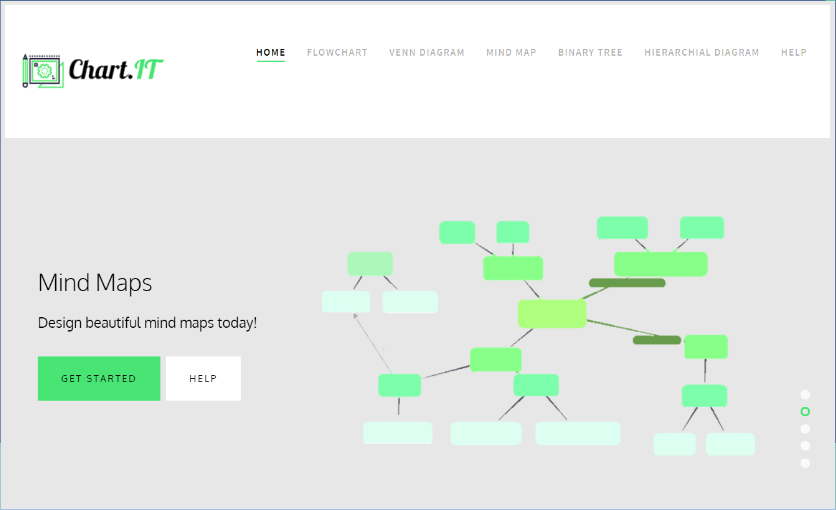 Chart.IT
HOME FLOWCHART VENN DIAGRAM MIND MAP BINARY TREE HIERARCHIAL DIAGRAM HELP
Mind Maps
Design beautiful mind maps today!
GET STARTED HELP